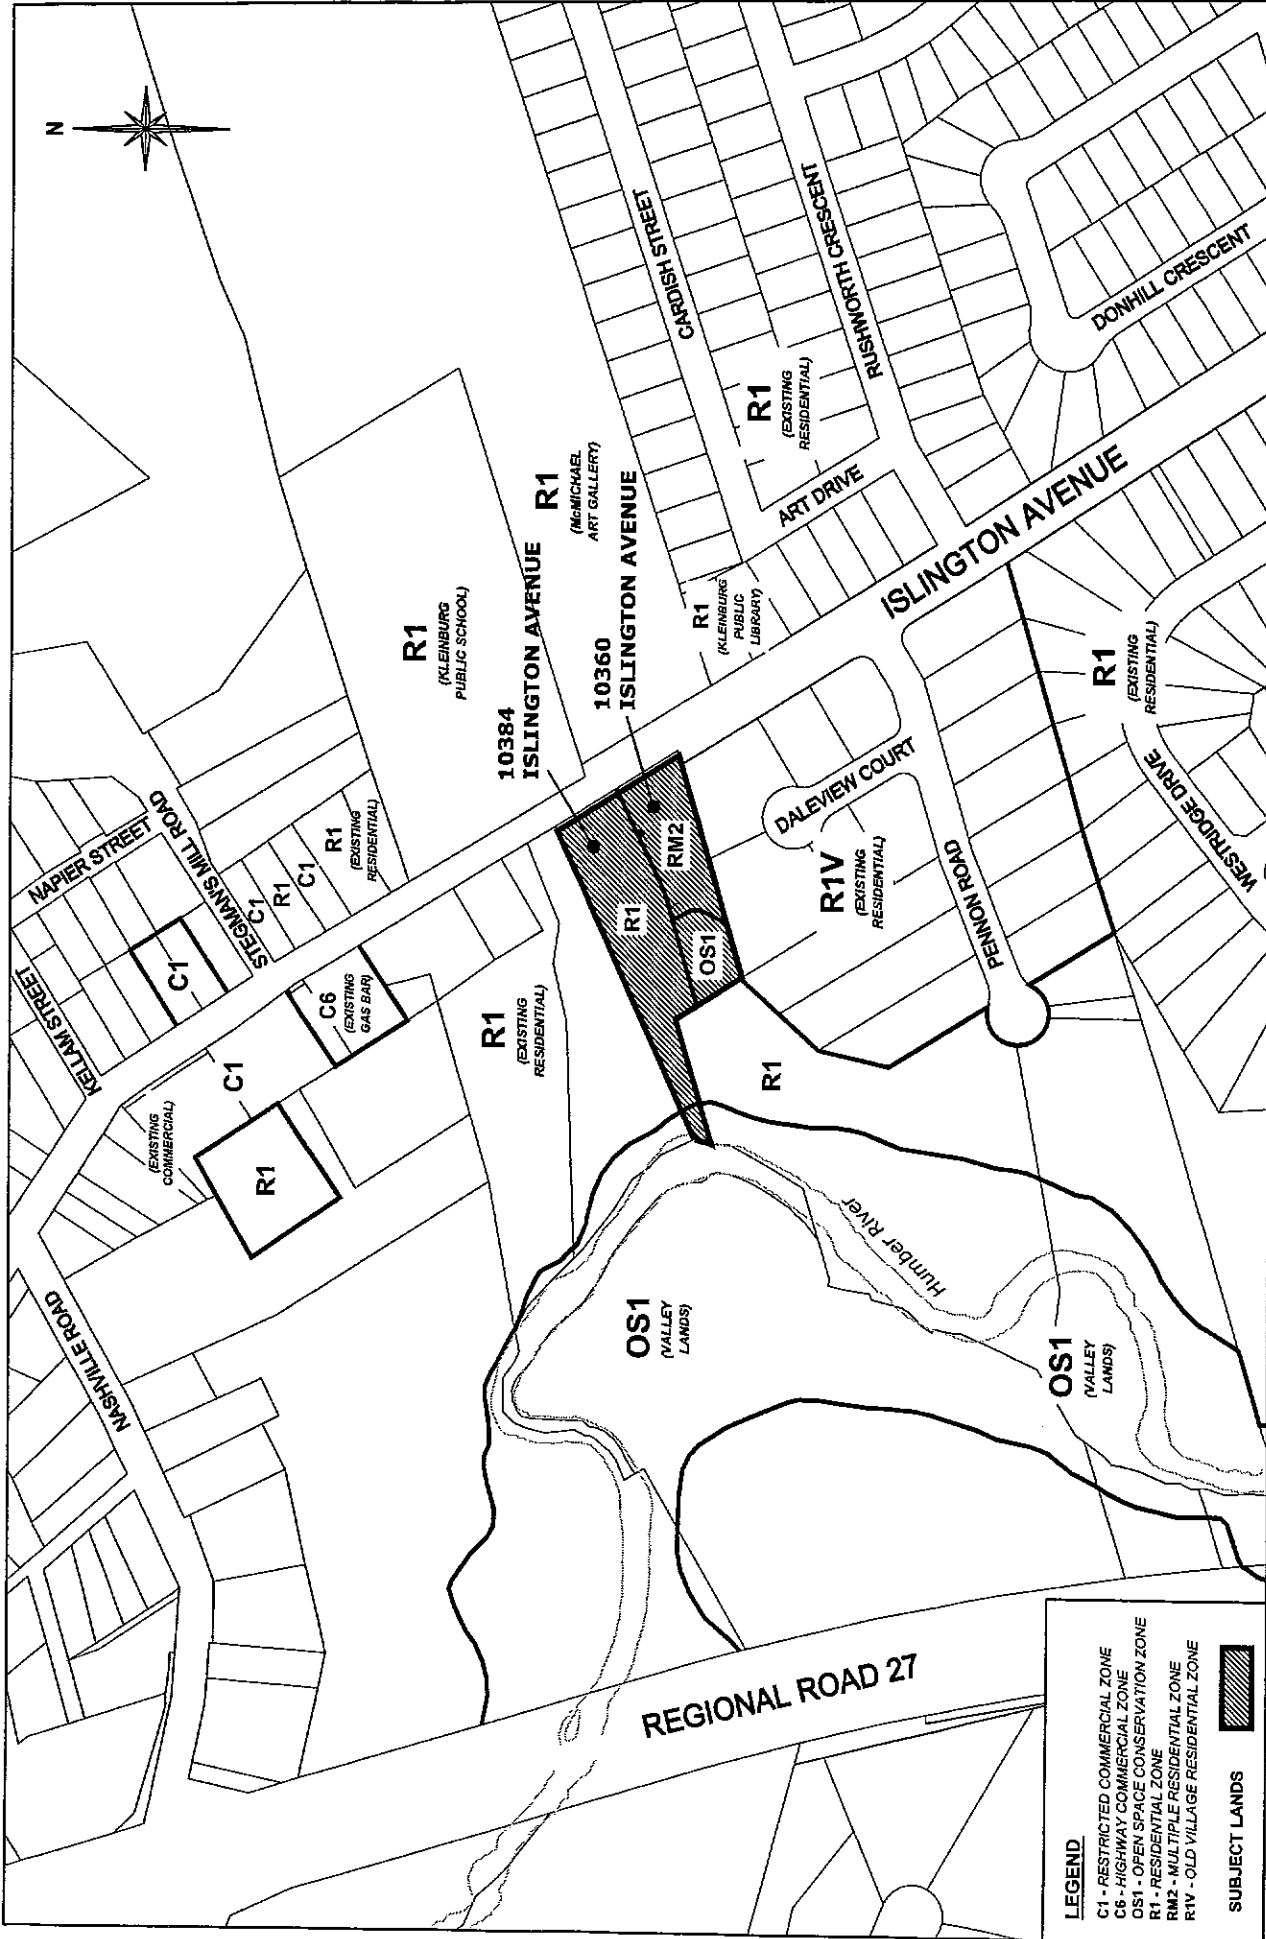 N
KELLAM STREET
NAPIER STREET
STEGMAN'S MILL ROAD
NASHVILLE ROAD
C1
C1
R1
C1
R1
(EXISTING
RESIDENTIAL)
C6
(EXISTING
GAS BAR)
C1
(EXISTING
COMMERCIAL)
R1
R1
(EXISTING
RESIDENTIAL)
R1
(KLEINBURG
PUBLIC SCHOOL)
R1
(McMICHAEL
ART GALLERY)
10384
ISLINGTON AVENUE
10360
ISLINGTON AVENUE
R1
RM2
OS1
R1
(KLEINBURG
PUBLIC
LIBRARY)
CARDISH STREET
RUSHWORTH CRESCENT
R1
(EXISTING
RESIDENTIAL)
ART DRIVE
DONHILL CRESCENT
ISLINGTON AVENUE
DALEVIEW COURT
R1V
(EXISTING
RESIDENTIAL)
PENNON ROAD
R1
(EXISTING
RESIDENTIAL)
WESTRIDGE DRIVE
R1
Humber River
OS1
(VALLEY
LANDS)
OS1
(VALLEY
LANDS)
REGIONAL ROAD 27
LEGEND
C1 - RESTRICTED COMMERCIAL ZONE
C6 - HIGHWAY COMMERCIAL ZONE
OS1 - OPEN SPACE CONSERVATION ZONE
R1 - RESIDENTIAL ZONE
RM2 - MULTIPLE RESIDENTIAL ZONE
R1V - OLD VILLAGE RESIDENTIAL ZONE
SUBJECT LANDS